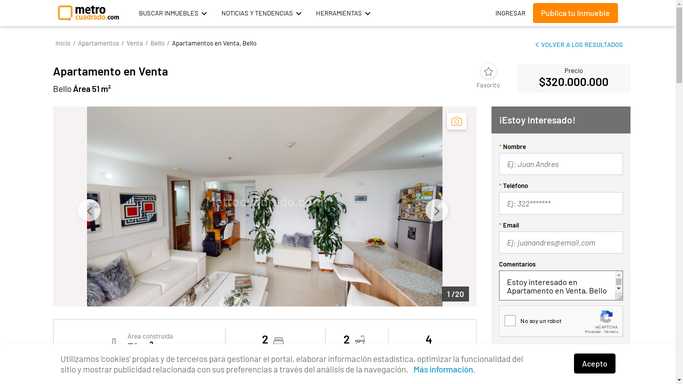 metro
cuadrado.com
BUSCAR INMUEBLES
NOTICIAS Y TENDENCIAS
HERRAMIENTAS
INGRESAR
Publica tu Inmueble
Inicio / Apartamentos / Venta / Bello / Apartamentos en Venta, Bello
VOLVER A LOS RESULTADOS
Apartamento en Venta
Bello Área 51 m²
Favorito
Precio
$320.000.000
1 / 20
¡Estoy Interesado!
* Nombre
Ej: Juan Andres
* Teléfono
Ej: 322*******
* Email
Ej: juanandres@email.com
Comentarios
Estoy interesado en
Apartamento en Venta, Bello
No soy un robot
reCAPTCHA
Privacidad - Términos
Área construida
2
2
4
Utilizamos 'cookies' propias y de terceros para gestionar el portal, elaborar información estadística, optimizar la funcionalidad del
sitio y mostrar publicidad relacionada con sus preferencias a través del análisis de la navegación. Más información.
Acepto